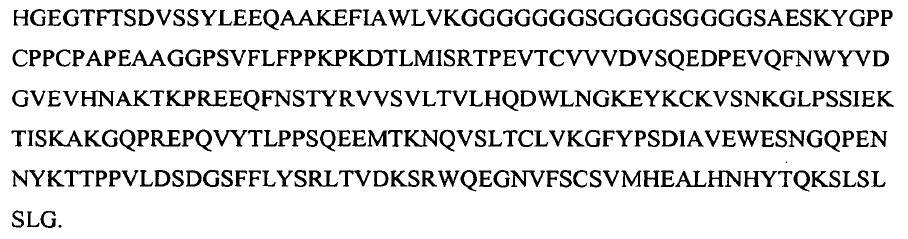 HGEGTFTSDVSSYLEEQAAKEFIAWLVKGGGGGGGSGGGGSGGGGSAESKYGPP
CPPCPAPEAAGGPSVFLFPPKPKDTLMISRTPEVTCVVVDVSQEDPEVQFNWYVD
GVEVHNAKTKPREEQFNSTYRVVSVLTVLHQDWLNGKEYKCKVSNKGLPSSIEK
TISKAKGQPREPQVYTLPPSQEEMTKNQVSLTCLVKGFYPSDIAVEWESNGQPEN
NYKTTPPVLDSDGSFFLYSRLTVDKSRWQEGNVFSCSVMHEALHNHYTQKSLSL
SLG.